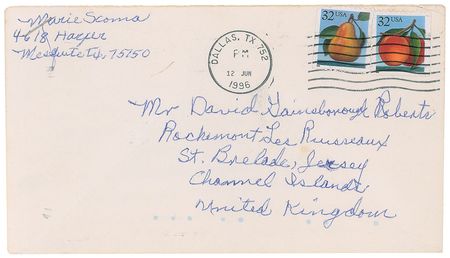 Marie Scoma
4618 Harper
Mesquite Tx, 75150
DALLAS, TX 752
PM
12 JUN
1996
32 USA
32 USA
Mr David Gainsborough Roberts
Rochemont Les Ruisseaux
St. Brelade, Jersey
Channel Islands
United Kingdom